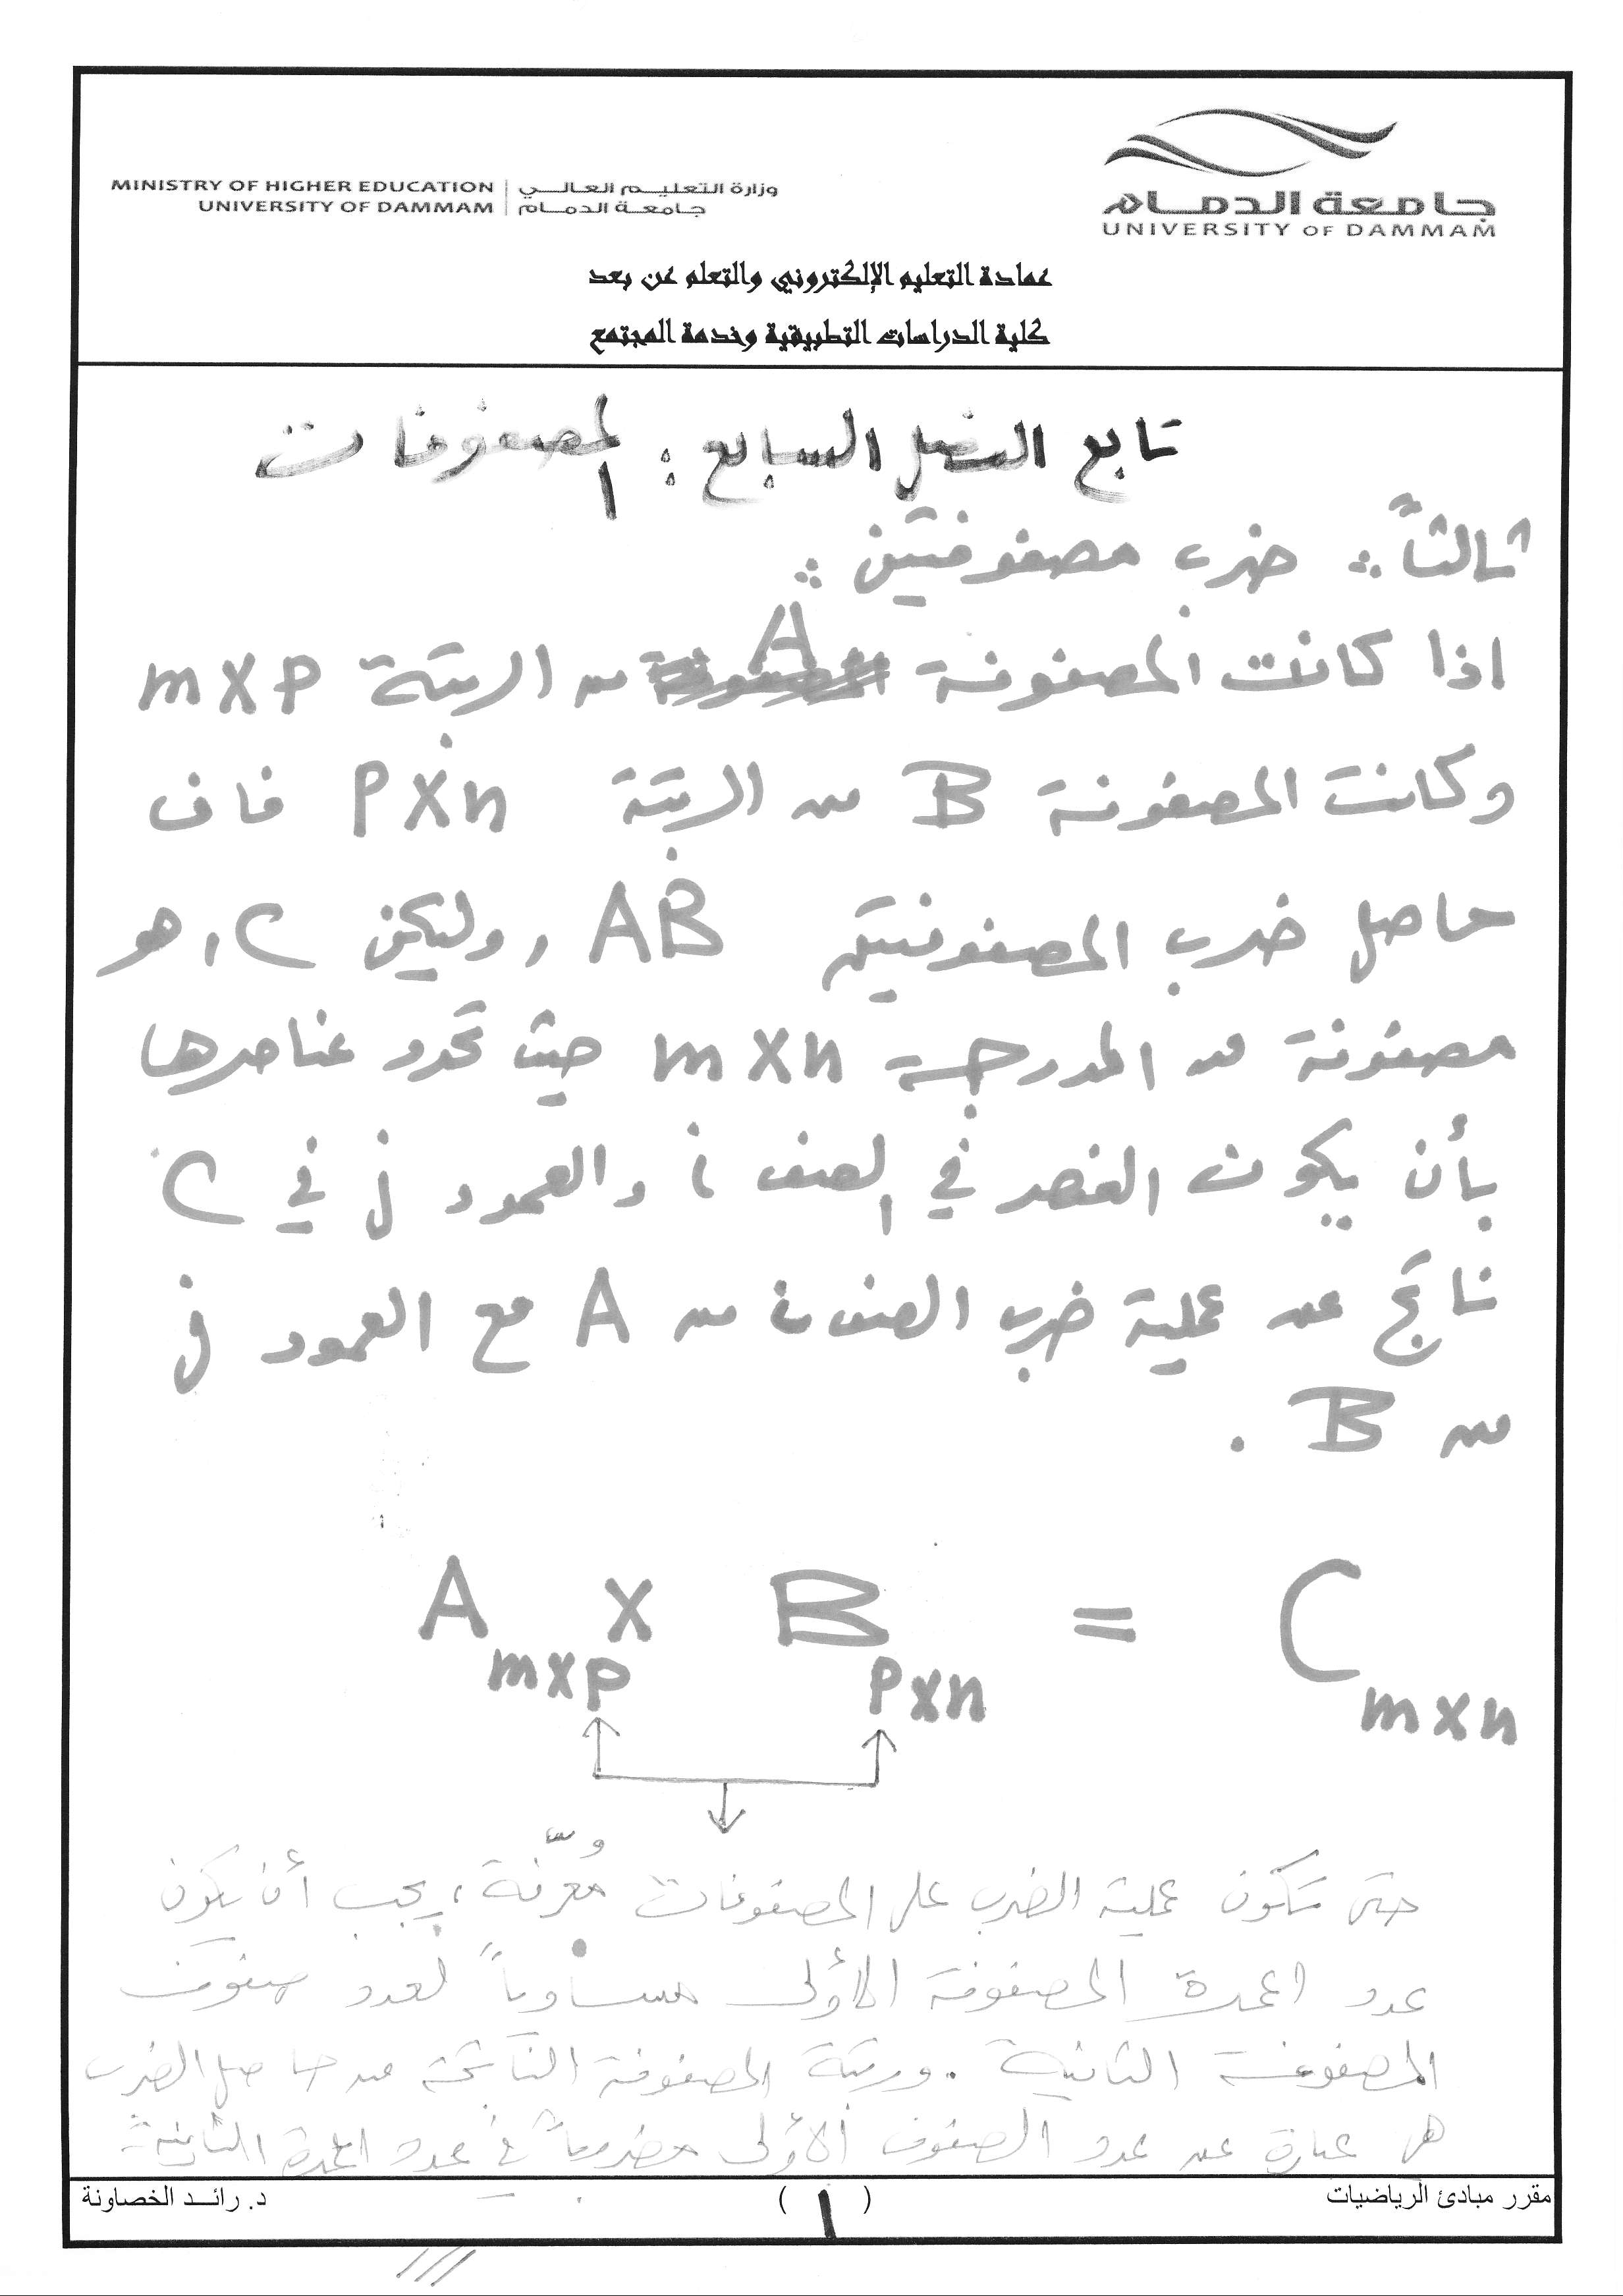 MINISTRY OF HIGHER EDUCATION | وزارة التعليم العالي
UNIVERSITY OF DAMMAM | جامعة الدمام
جامعة الدمام
UNIVERSITY OF DAMMAM
عمادة التعليم الإلكتروني والتعلم عن بعد
كلية الدراسات التطبيقية وخدمة المجتمع
تابع الفصل السابع : المصفوفات
ثالثاً : ضرب مصفوفتين :
اذا كانت المصفوفة A من الرتبة m×p
وكانت المصفوفة B من الرتبة p×n فان
حاصل ضرب المصفوفتين AB ، وليكن C ، هو
مصفوفة من الدرجة m×n حيث تحدد عناصرها
بأن يكون العنصر في الصف i والعمود j في C
ناتج عن عملية ضرب الصف i من A مع العمود j
من B .
A m×p × B p×n = C m×n
حتى تكون عملية الضرب على المصفوفات مُعرّفة ، يجب أن يكون
عدد اعمدة المصفوفة الأولى مساوياً لعدد صفوف
المصفوفة الثانية . ورتبة المصفوفة الناتجة من حاصل الضرب
هي عبارة عن عدد الصفوف الأولى مضروباً في عدد اعمدة الثانية
مقرر مبادئ الرياضيات ( ١ ) د. رائد الخصاونة